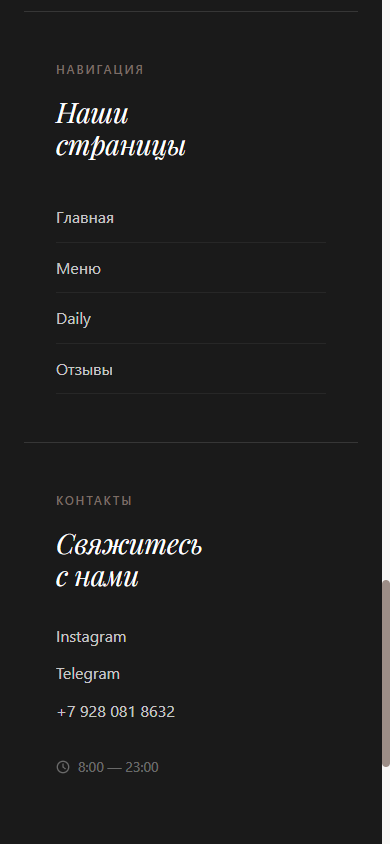 НАВИГАЦИЯ
Наши
страницы
Главная
Меню
Daily
Отзывы
КОНТАКТЫ
Свяжитесь
с нами
Instagram
Telegram
+7 928 081 8632
8:00 — 23:00